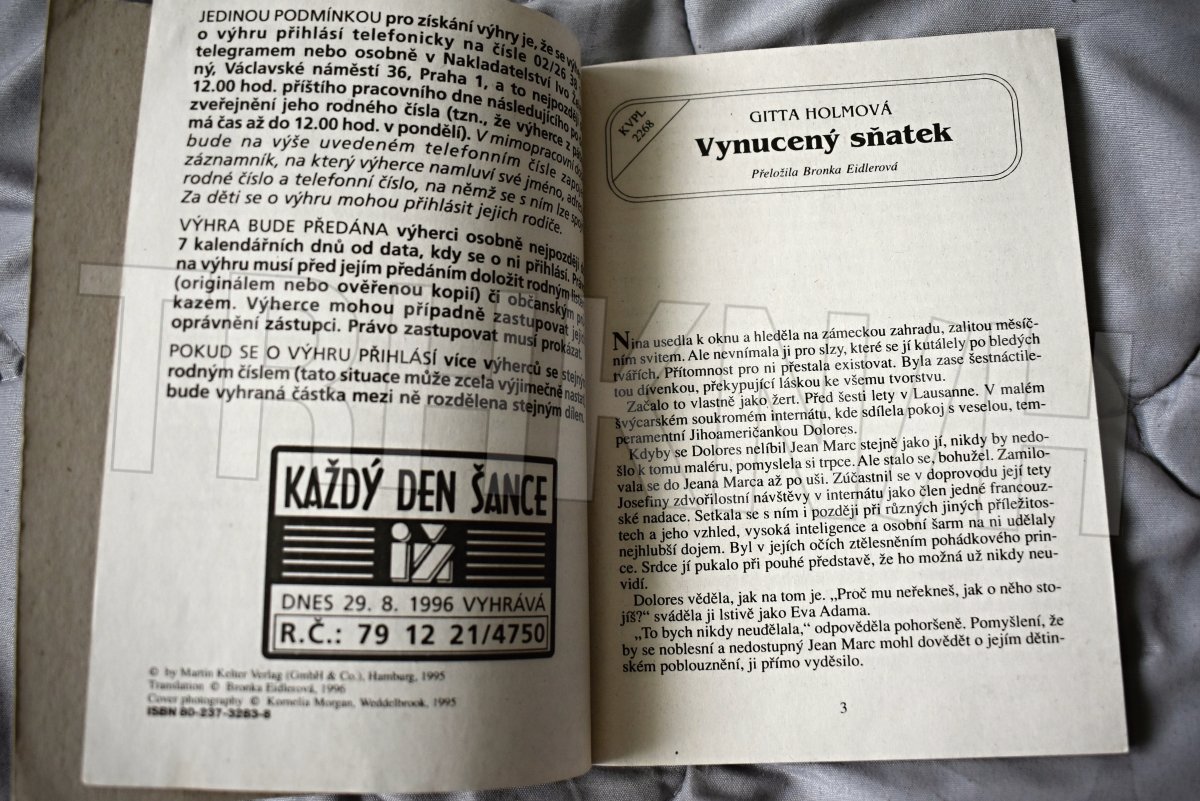 JEDINOU PODMÍNKOU pro získání výhry je, že se
o výhru přihlásí telefonicky na čísle 02/26 38
telegramem nebo osobně v Nakladatelství Ivo
ný, Václavské náměstí 36, Praha 1, a to nejpozději
12.00 hod. příštího pracovního dne následujícího po
zveřejnění jeho rodného čísla (tzn., že výherce z
má čas až do 12.00 hod. v pondělí). V mimopracovní
bude na výše uvedeném telefonním čísle
záznamník, na který výherce namluví své jméno,
rodné číslo a telefonní číslo, na němž se s ním lze
Za děti se o výhru mohou přihlásit jejich rodiče.
VÝHRA BUDE PŘEDÁNA výherci osobně nejpozději
7 kalendářních dnů od data, kdy se o ni přihlásí.
na výhru musí před jejím předáním doložit rodným
(originálem nebo ověřenou kopií) či občanským
kazem. Výherce mohou případně zastupovat
oprávnění zástupci. Právo zastupovat musí prokázat.
POKUD SE O VÝHRU PŘIHLÁSÍ více výherců se stejným
rodným číslem (tato situace může zcela výjimečně
bude vyhraná částka mezi ně rozdělena stejným dílem.
KAŽDÝ DEN ŠANCE
iž
DNES 29. 8. 1996 VYHRÁVÁ
R.Č.: 79 12 21/4750
© by Martin Kelter Verlag (GmbH & Co.), Hamburg, 1995
Translation © Bronka Eidlerová, 1996
Cover photography © Kornelia Morgan, Weddelbrook, 1995
ISBN 80-237-3283-8
KVPL
2268
GITTA HOLMOVÁ
Vynucený sňatek
Přeložila Bronka Eidlerová
Nina usedla k oknu a hleděla na zámeckou zahradu, zalitou měsíč-
ním svitem. Ale nevnímala ji pro slzy, které se jí kutálely po bledých
tvářích. Přítomnost pro ni přestala existovat. Byla zase šestnáctile-
tou dívenkou, překypující láskou ke všemu tvorstvu.
Začalo to vlastně jako žert. Před šesti lety v Lausanne. V malém
švýcarském soukromém internátu, kde sdílela pokoj s veselou, tem-
peramentní Jihoameričankou Dolores.
Kdyby se Dolores nelíbil Jean Marc stejně jako jí, nikdy by nedo-
šlo k tomu maléru, pomyslela si trpce. Ale stalo se, bohužel. Zamilo-
vala se do Jeana Marca až po uši. Zúčastnil se v doprovodu její tety
Josefiny zdvořilostní návštěvy v internátu jako člen jedné francouz-
ské nadace. Setkala se s ním i později při různých jiných příležitos-
tech a jeho vzhled, vysoká inteligence a osobní šarm na ni udělaly
nejhlubší dojem. Byl v jejích očích ztělesněním pohádkového prin-
ce. Srdce jí pukalo při pouhé představě, že ho možná už nikdy neu-
vidí.
Dolores věděla, jak na tom je. „Proč mu neřekneš, jak o něho sto-
jíš?“ sváděla ji lstivě jako Eva Adama.
„To bych nikdy neudělala,“ odpověděla pohoršeně. Pomyšlení, že
by se noblesní a nedostupný Jean Marc mohl dovědět o jejím dětin-
ském poblouznění, ji přímo vyděsilo.
3